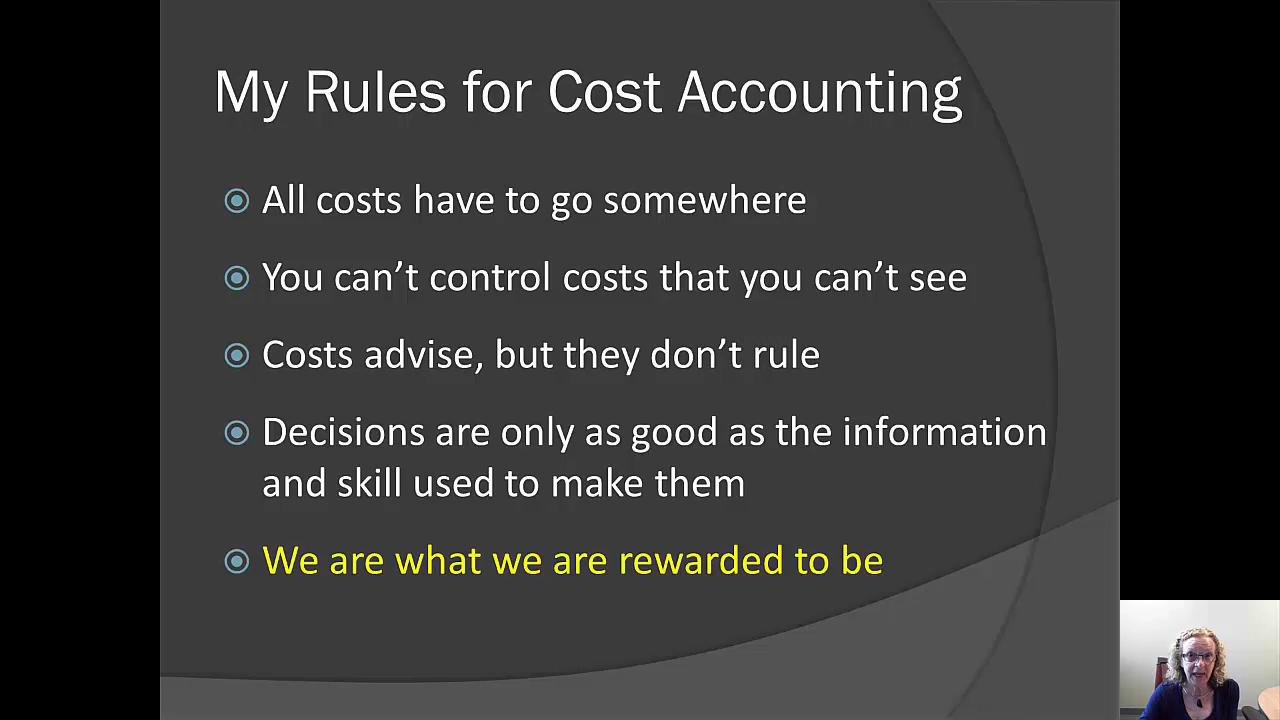 My Rules for Cost Accounting
All costs have to go somewhere
You can’t control costs that you can’t see
Costs advise, but they don’t rule
Decisions are only as good as the information
and skill used to make them
We are what we are rewarded to be